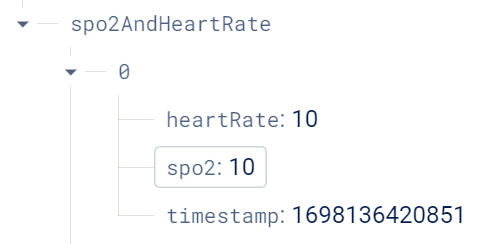 spo2AndHeartRate
0
heartRate: 10
spo2: 10
timestamp: 1698136420851